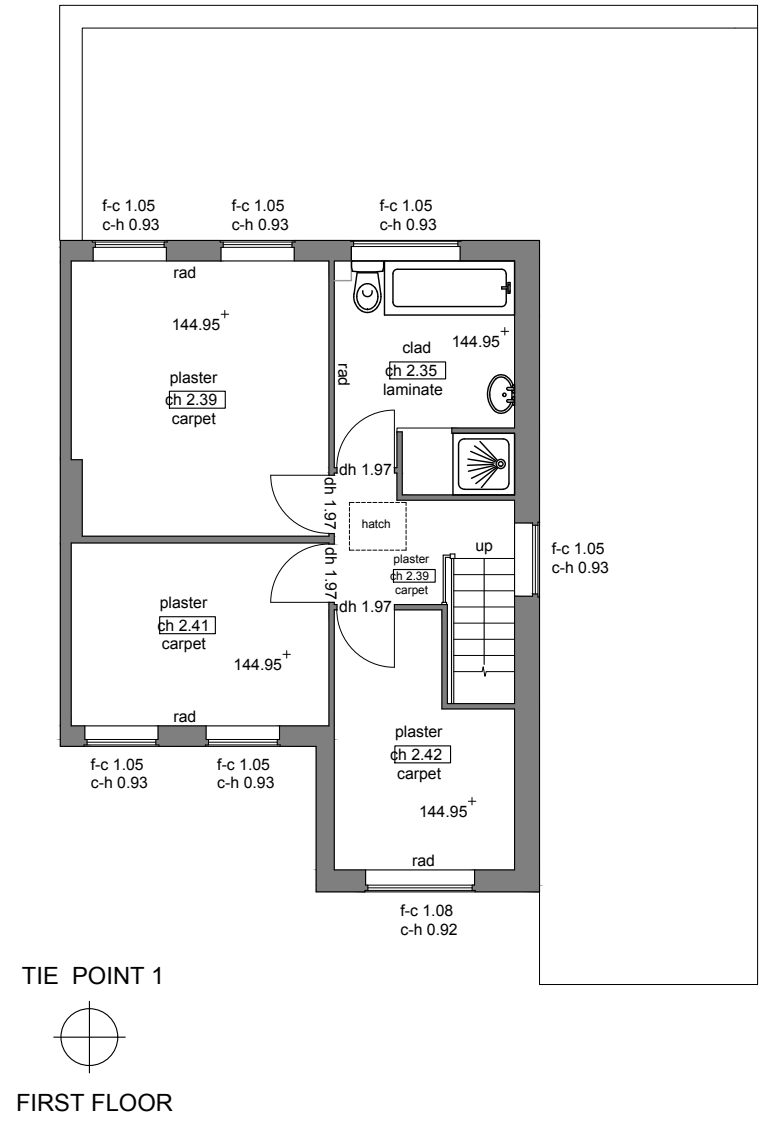 f-c 1.05
c-h 0.93
f-c 1.05
c-h 0.93
f-c 1.05
c-h 0.93
rad
144.95
plaster
ch 2.39
carpet
rad
clad
144.95
ch 2.35
laminate
dh 1.97
dh 1.97
hatch
up
plaster
ch 2.39
carpet
f-c 1.05
c-h 0.93
dh 1.97
dh 1.97
plaster
ch 2.41
carpet
144.95
rad
f-c 1.05
c-h 0.93
f-c 1.05
c-h 0.93
plaster
ch 2.42
carpet
144.95
rad
f-c 1.08
c-h 0.92
TIE POINT 1
FIRST FLOOR